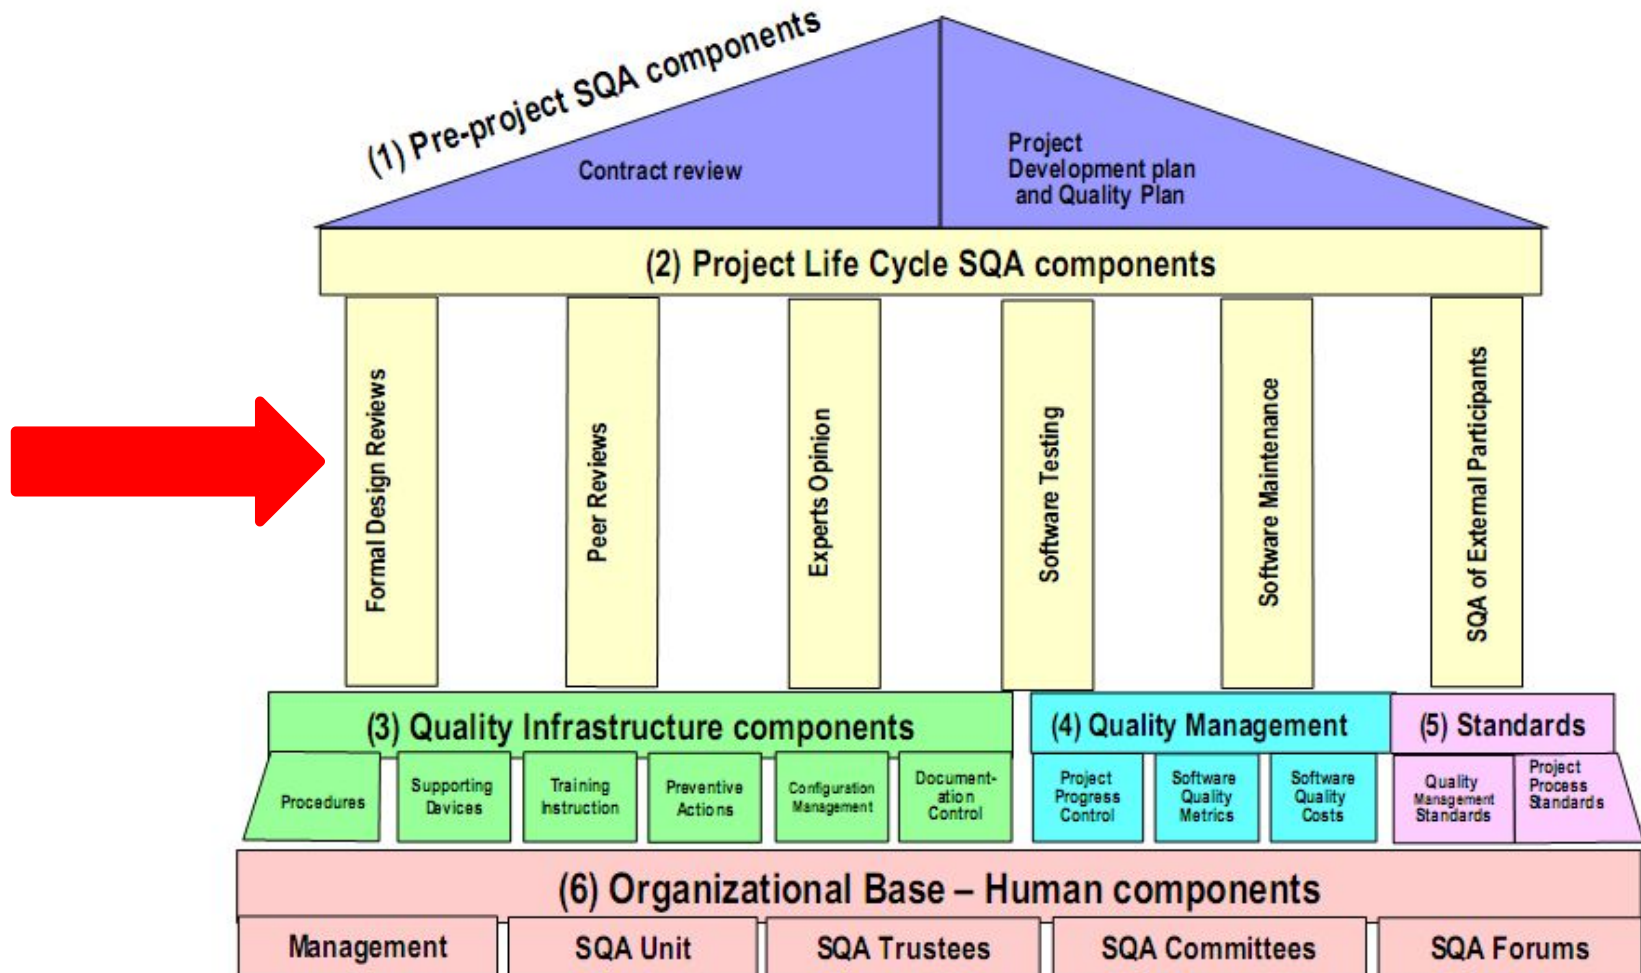 (1) Pre-project SQA components
Contract review
Project
Development plan
and Quality Plan
(2) Project Life Cycle SQA components
Formal Design Reviews
Peer Reviews
Experts Opinion
Software Testing
Software Maintenance
SQA of External Participants
(3) Quality Infrastructure components
Procedures
Supporting
Devices
Training
Instruction
Preventive
Actions
Configuration
Management
Document-
ation
Control
(4) Quality Management
Project
Progress
Control
Software
Quality
Metrics
Software
Quality
Costs
(5) Standards
Quality
Management
Standards
Project
Process
Standards
(6) Organizational Base – Human components
Management
SQA Unit
SQA Trustees
SQA Committees
SQA Forums